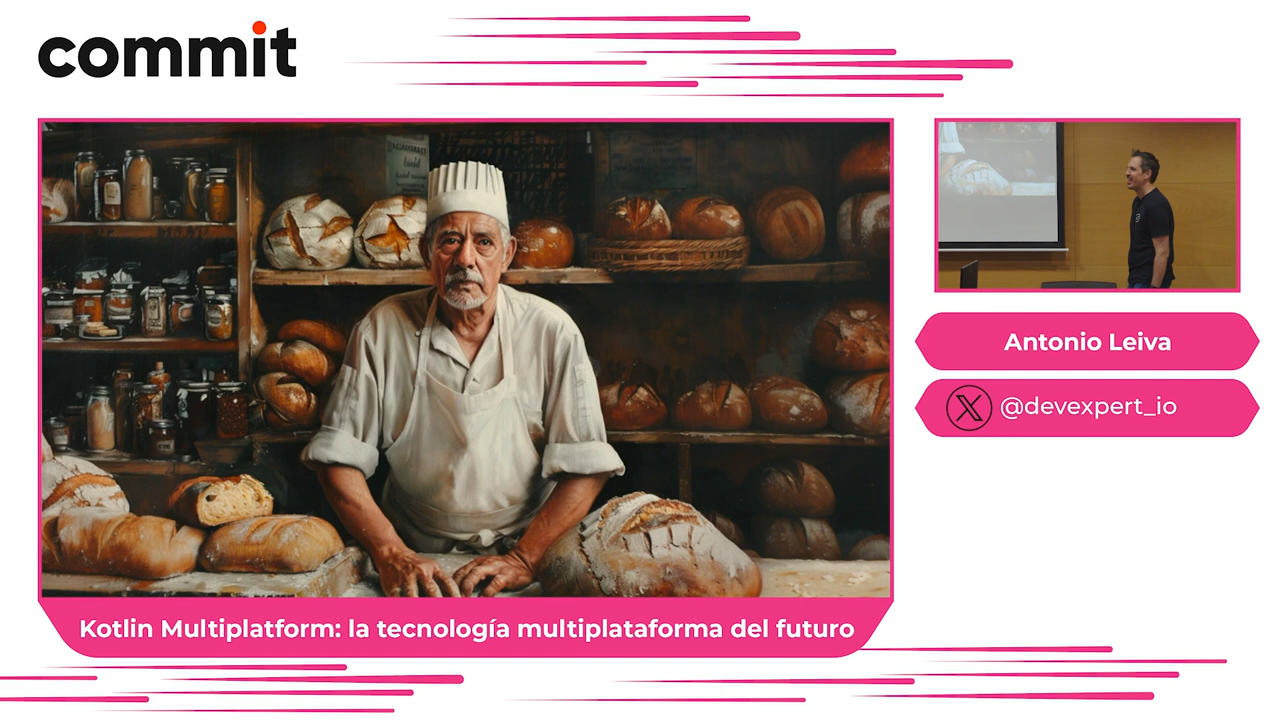 commit
Antonio Leiva
@devexpert_io
Kotlin Multiplatform: la tecnología multiplataforma del futuro